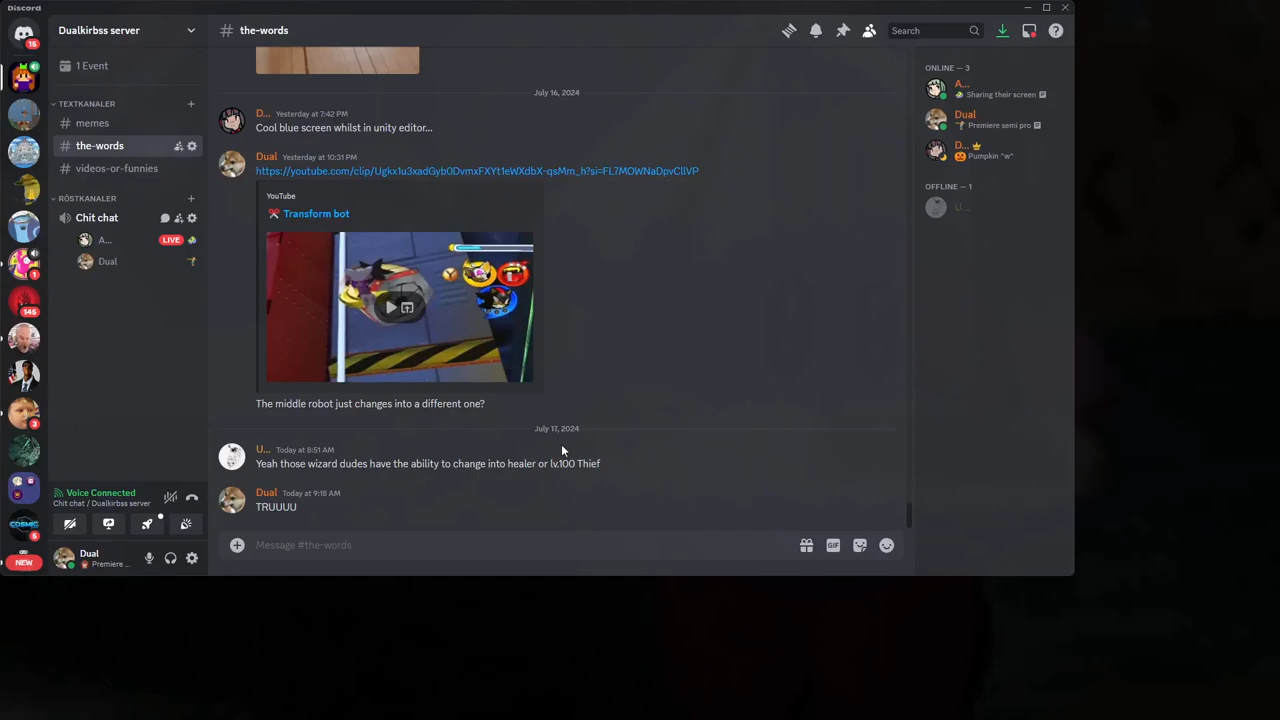 Discord
15
1
146
3
5
NEW
Dualkirbss server
1 Event
TEXTKANALER
memes
the-words
videos-or-funnies
RÖSTKANALER
Chit chat
A...
LIVE
Dual
Voice Connected
Chit chat / Dualkirbss server
Dual
Premiere ...
# the-words
Search
July 16, 2024
D... Yesterday at 7:42 PM
Cool blue screen whilst in unity editor...
Dual Yesterday at 10:31 PM
https://youtube.com/clip/Ugkx1u3xadGyb0DvmxFXYt1eWXdbX-qsMm_h?si=FL7MOWNaDpvCllVP
YouTube
Transform bot
The middle robot just changes into a different one?
July 17, 2024
U... Today at 8:51 AM
Yeah those wizard dudes have the ability to change into healer or lv.100 Thief
Dual Today at 9:18 AM
TRUUUU
Message #the-words
GIF
ONLINE — 3
A...
Sharing their screen
Dual
Premiere semi pro
D...
Pumpkin "w"
OFFLINE — 1
U...